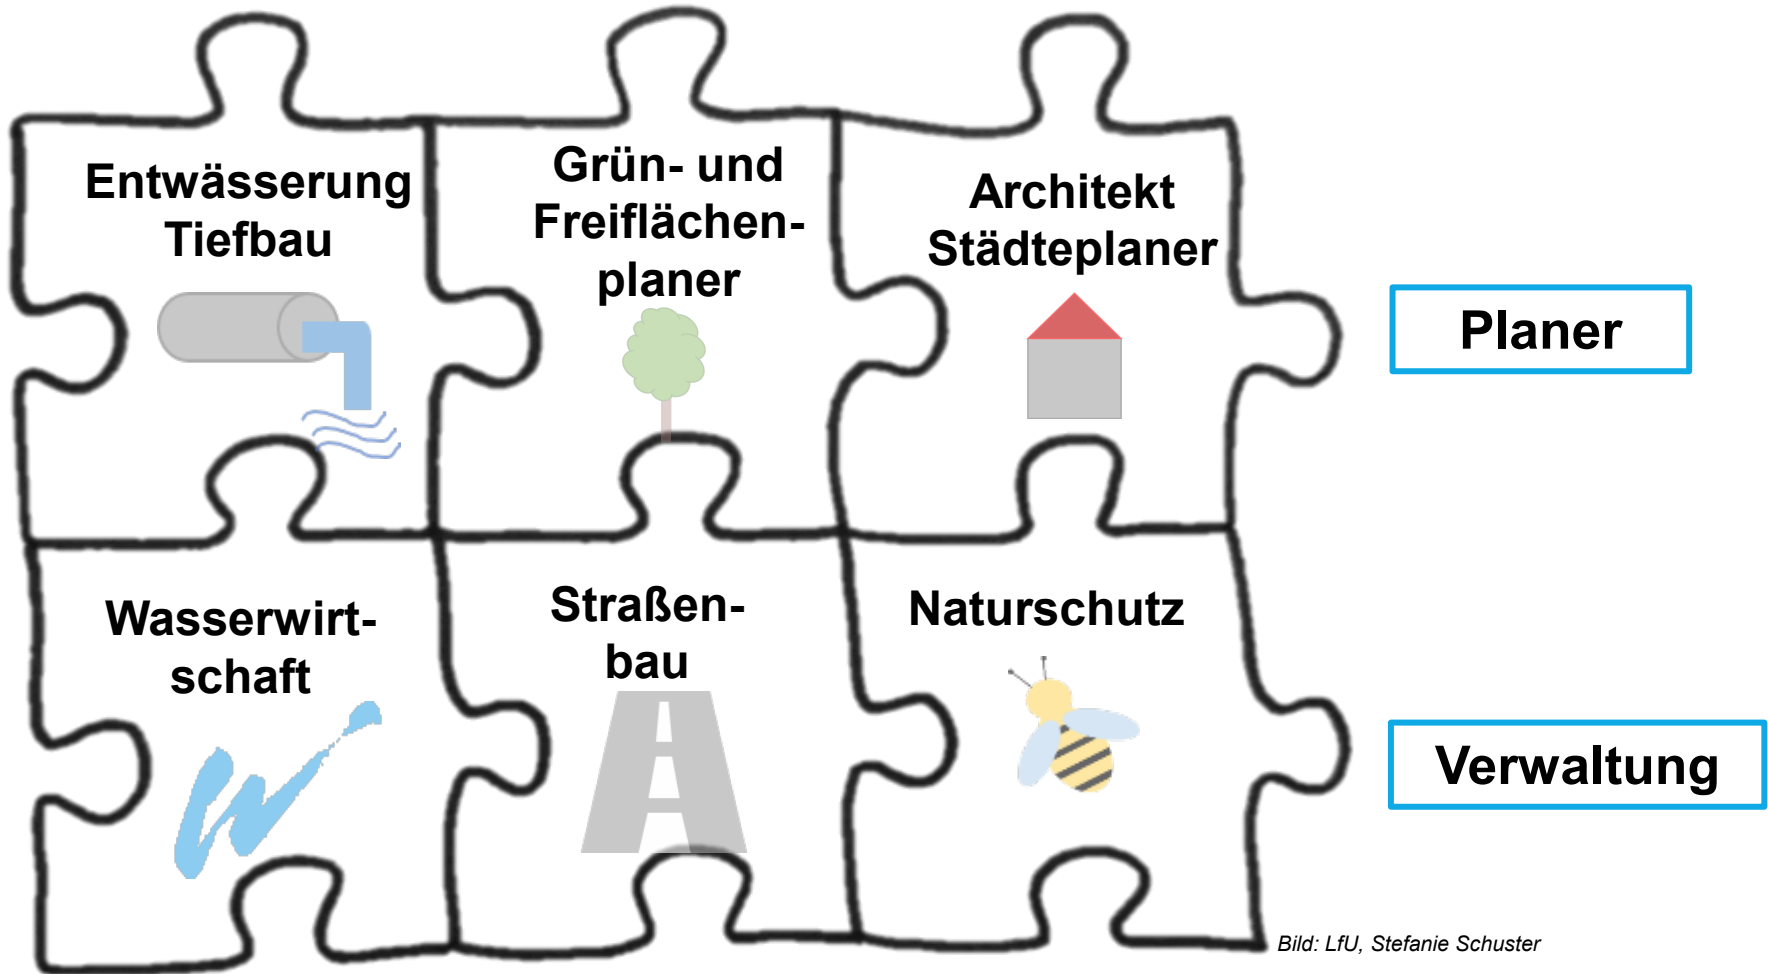 Entwässerung
Tiefbau
Grün- und
Freiflächen-
planer
Architekt
Städteplaner
Planer
Wasserwirt-
schaft
Straßen-
bau
Naturschutz
Verwaltung
Bild: LfU, Stefanie Schuster